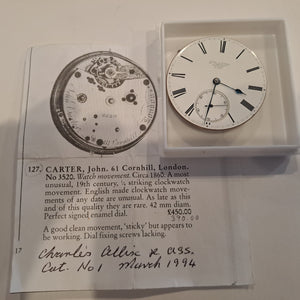 127. CARTER, John. 61 Cornhill, London.
No 3520. Watch movement. Circa 1860. A most
unusual, 19th century, ¼ striking clockwatch
movement. English made clockwatch move-
ments of any date are unusual. As late as this
and of this quality they are rare. 42 mm diam.
Perfect signed enamel dial. £450.00
390.00
A good clean movement, 'sticky' but appears to
be working. Dial fixing screws lacking.
17
Charles Allix & Ass.
Cat. No 1 March 1994